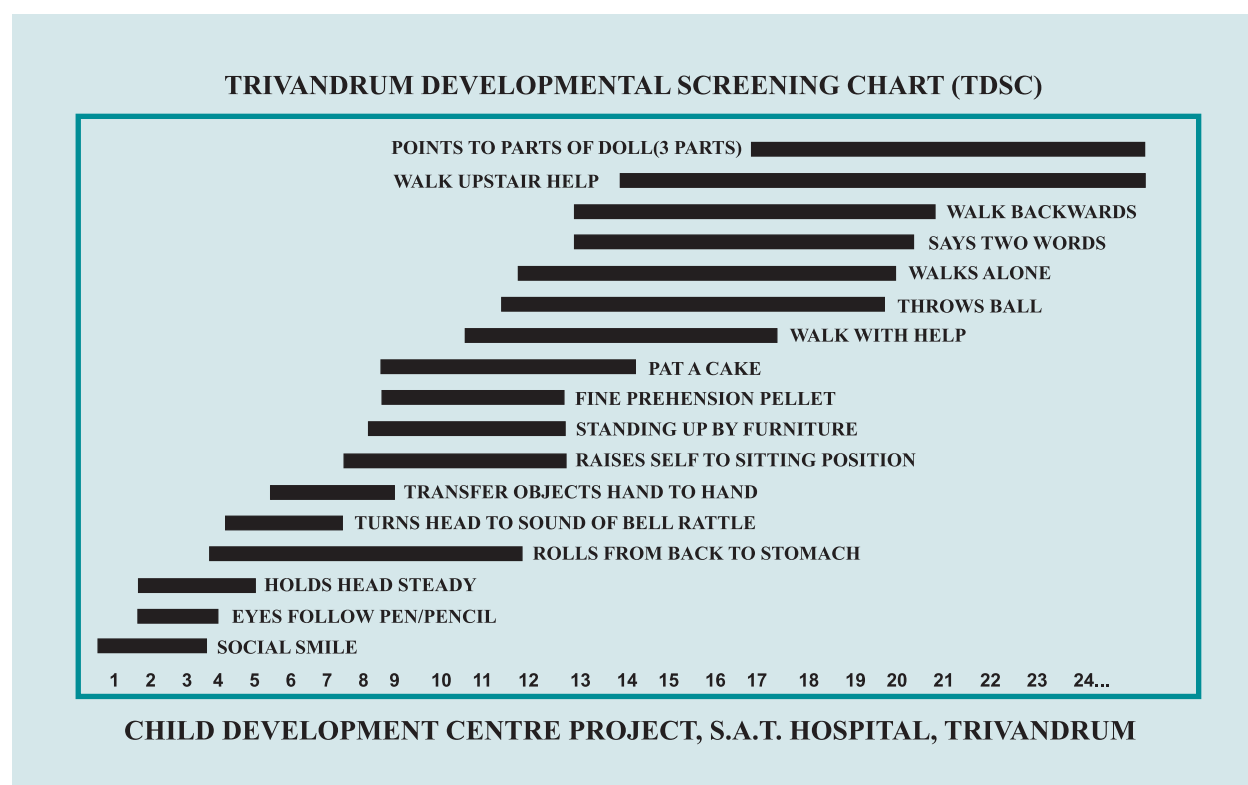 TRIVANDRUM DEVELOPMENTAL SCREENING CHART (TDSC)
POINTS TO PARTS OF DOLL(3 PARTS)
WALK UPSTAIR HELP
WALK BACKWARDS
SAYS TWO WORDS
WALKS ALONE
THROWS BALL
WALK WITH HELP
PAT A CAKE
FINE PREHENSION PELLET
STANDING UP BY FURNITURE
RAISES SELF TO SITTING POSITION
TRANSFER OBJECTS HAND TO HAND
TURNS HEAD TO SOUND OF BELL RATTLE
ROLLS FROM BACK TO STOMACH
HOLDS HEAD STEADY
EYES FOLLOW PEN/PENCIL
SOCIAL SMILE
1 2 3 4 5 6 7 8 9 10 11 12 13 14 15 16 17 18 19 20 21 22 23 24...
CHILD DEVELOPMENT CENTRE PROJECT, S.A.T. HOSPITAL, TRIVANDRUM